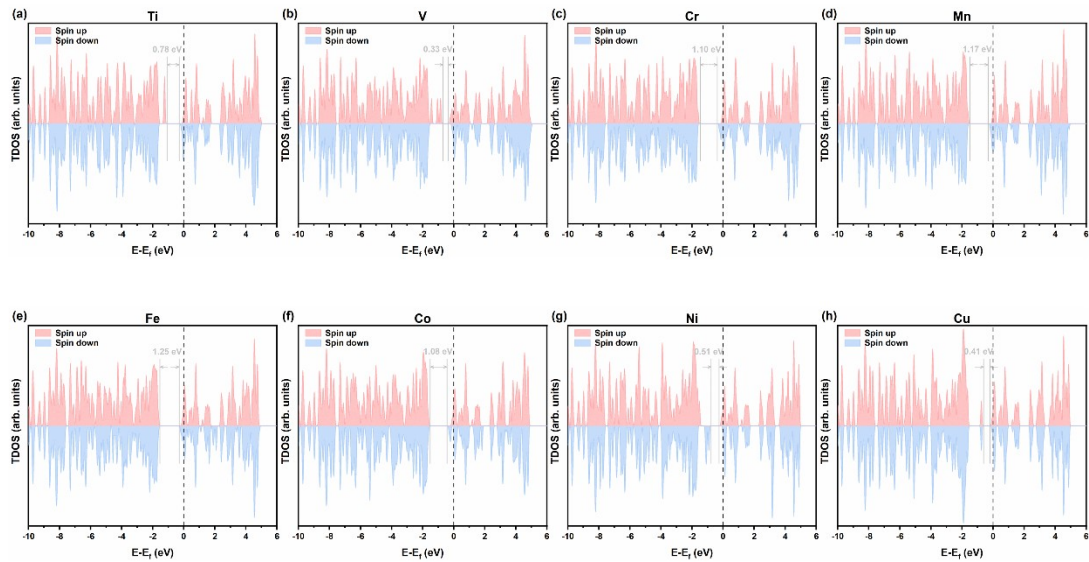 (a) Ti
Spin up
Spin down
0.78 eV
TDOS (arb. units)
-10 -8 -6 -4 -2 0 2 4 6
E-Ef (eV)
(b) V
Spin up
Spin down
0.33 eV
TDOS (arb. units)
-10 -8 -6 -4 -2 0 2 4 6
E-Ef (eV)
(c) Cr
Spin up
Spin down
1.10 eV
TDOS (arb. units)
-10 -8 -6 -4 -2 0 2 4 6
E-Ef (eV)
(d) Mn
Spin up
Spin down
1.17 eV
TDOS (arb. units)
-10 -8 -6 -4 -2 0 2 4 6
E-Ef (eV)
(e) Fe
Spin up
Spin down
1.25 eV
TDOS (arb. units)
-10 -8 -6 -4 -2 0 2 4 6
E-Ef (eV)
(f) Co
Spin up
Spin down
1.08 eV
TDOS (arb. units)
-10 -8 -6 -4 -2 0 2 4 6
E-Ef (eV)
(g) Ni
Spin up
Spin down
0.51 eV
TDOS (arb. units)
-10 -8 -6 -4 -2 0 2 4 6
E-Ef (eV)
(h) Cu
Spin up
Spin down
0.41 eV
TDOS (arb. units)
-10 -8 -6 -4 -2 0 2 4 6
E-Ef (eV)